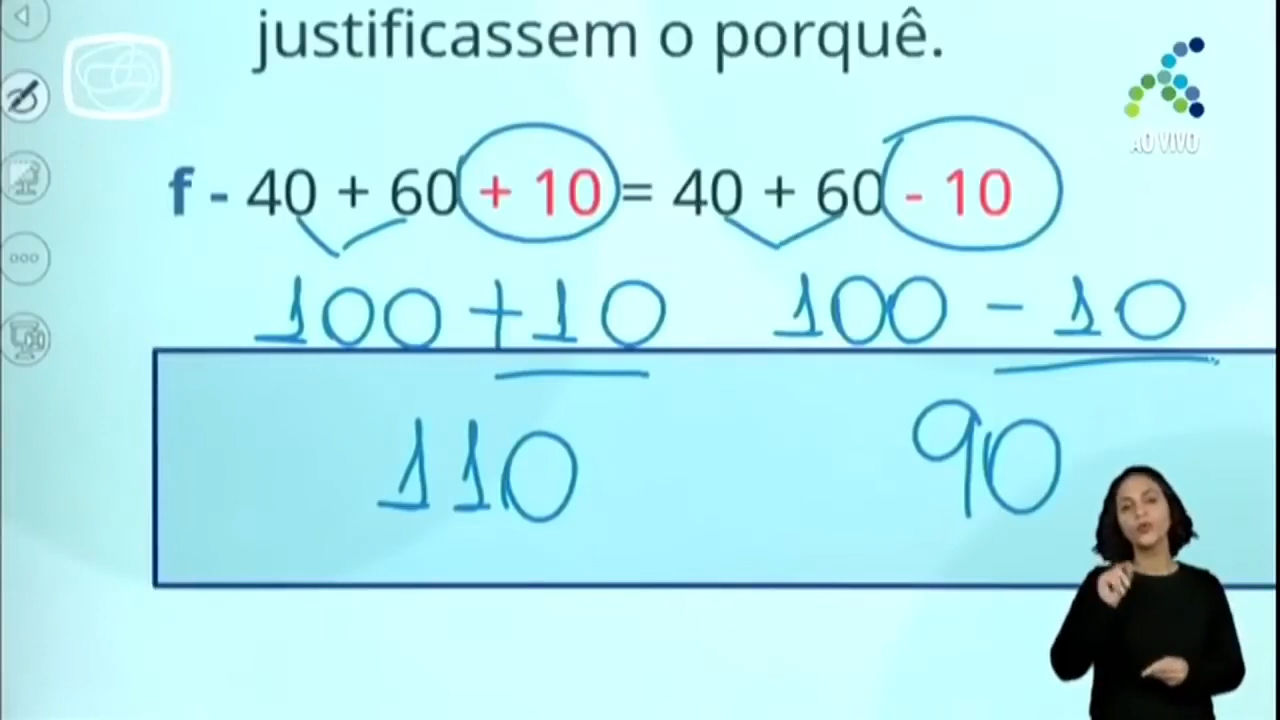 justificassem o porquê.
AO VIVO
f - 40 + 60 + 10 = 40 + 60 - 10
100 + 10 100 - 10
110 90